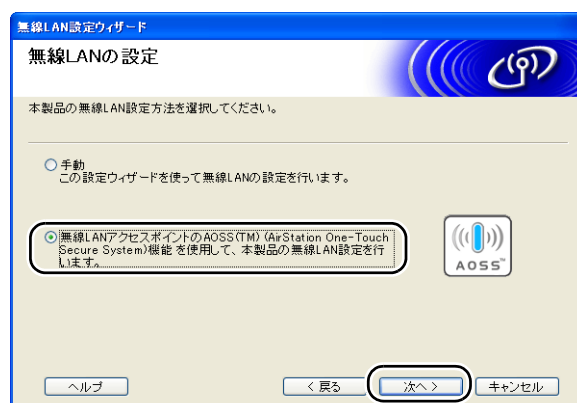 無線LAN設定ウィザード
無線LANの設定
本製品の無線LAN設定方法を選択してください。
手動
この設定ウィザードを使って無線LANの設定を行います。
無線LANアクセスポイントのAOSS(TM) (AirStation One-Touch
Secure System)機能 を使用して、本製品の無線LAN設定を行
います。
AOSS™
ヘルプ
< 戻る
次へ >
キャンセル